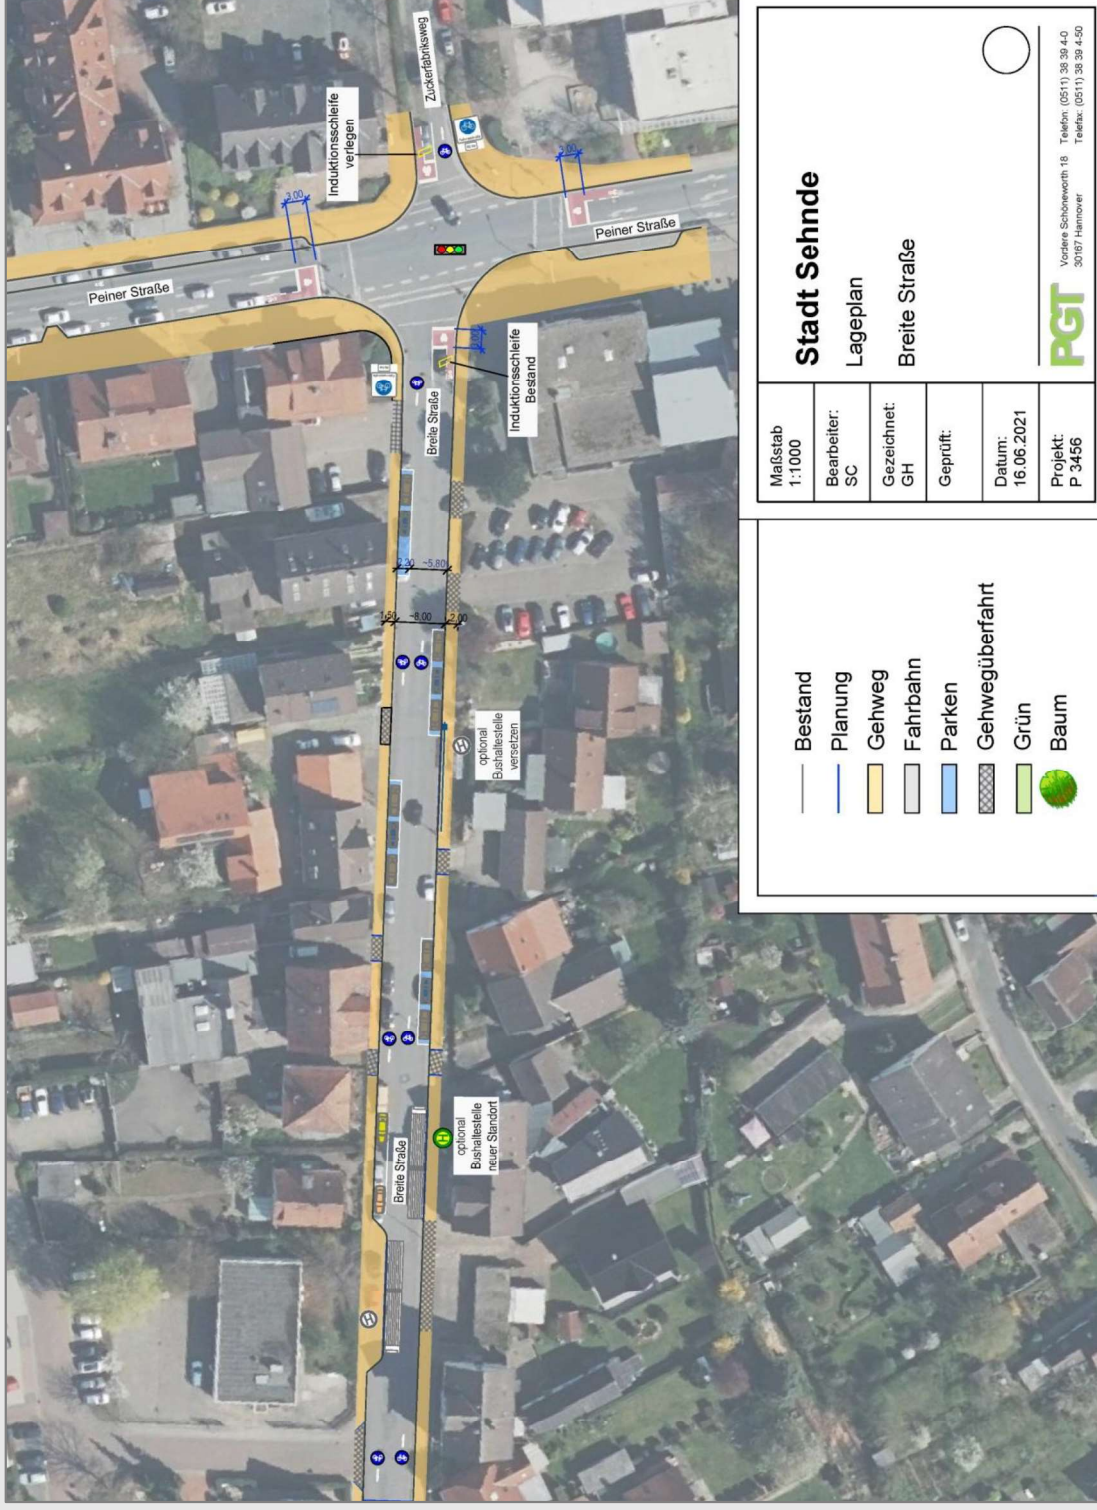 Zuckerfabriksweg
Induktionsschleife
verlegen
3,00
3,00
Peiner Straße
Peiner Straße
Induktionsschleife
Bestand
3,00
Breite Straße
2,20
~5.80
1,50
~8,00
2,00
optional
Bushaltestelle
versetzen
H
optional
Bushaltestelle
neuer Standort
H
Breite Straße
H
Bestand
Planung
Gehweg
Fahrbahn
Parken
Gehwegüberfahrt
Grün
Baum
Maßstab
1:1000
Bearbeiter:
SC
Gezeichnet:
GH
Geprüft:
Datum:
16.06.2021
Projekt:
P 3456
Stadt Sehnde
Lageplan
Breite Straße
PGT
Vordere Schöneworth 18 Telefon: (0511) 38 39 4-0
30167 Hannover Telefax: (0511) 38 39 4-50